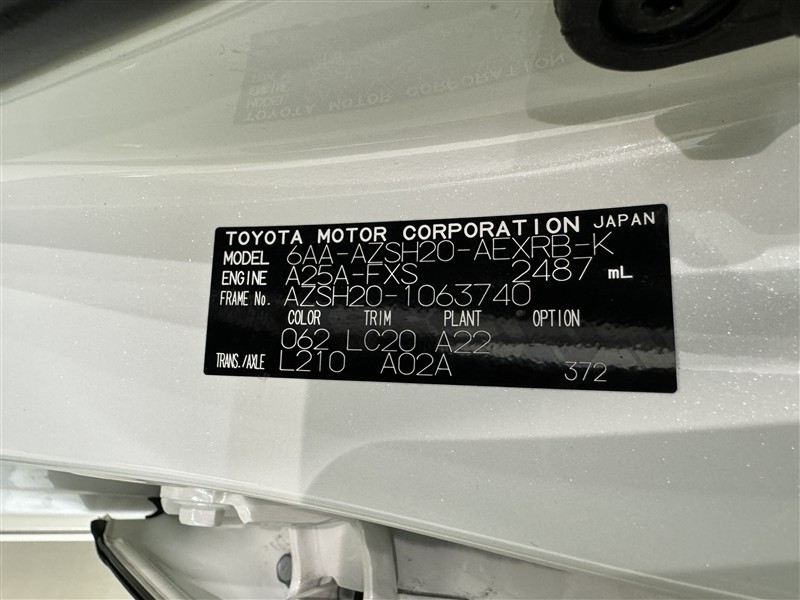 TOYOTA MOTOR CORPORATION JAPAN
MODEL 6AA-AZSH20-AEXRB-K
ENGINE A25A-FXS 2487 mL
FRAME No. AZSH20-1063740
COLOR TRIM PLANT OPTION
062 LC20 A22
TRANS./AXLE L210 A02A 372